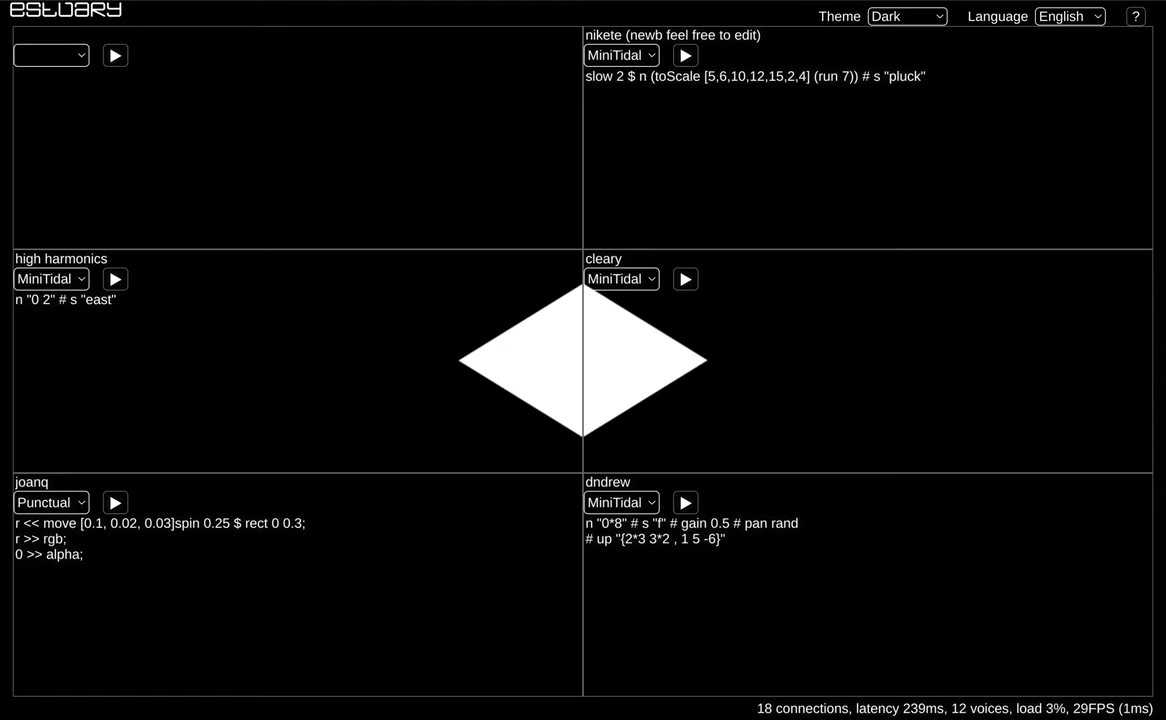 estuary
Theme Dark Language English ?
nikete (newb feel free to edit)
MiniTidal
slow 2 $ n (toScale [5,6,10,12,15,2,4] (run 7)) # s "pluck"
high harmonics
MiniTidal
n "0 2" # s "east"
cleary
MiniTidal
joanq
Punctual
r << move [0.1, 0.02, 0.03]spin 0.25 $ rect 0 0.3;
r >> rgb;
0 >> alpha;
dndrew
MiniTidal
n "0*8" # s "f" # gain 0.5 # pan rand
# up "{2*3 3*2 , 1 5 -6}"
18 connections, latency 239ms, 12 voices, load 3%, 29FPS (1ms)